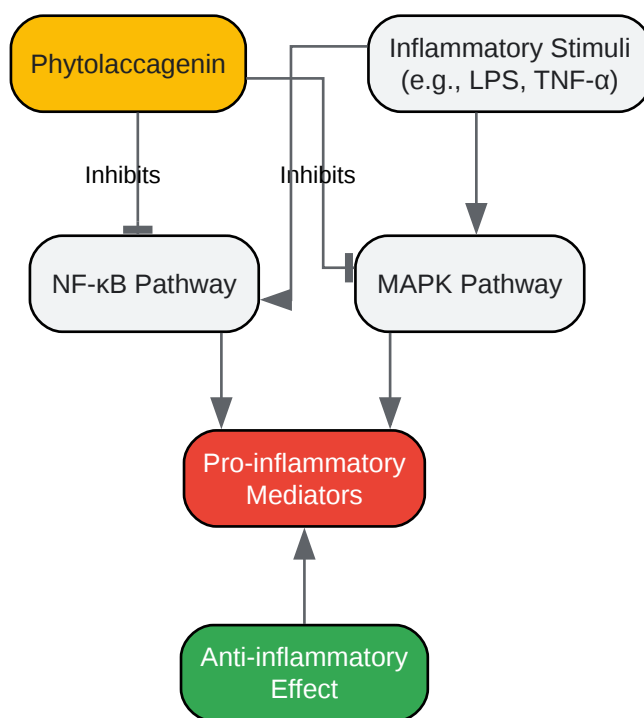 Phytolaccagenin
Inflammatory Stimuli
(e.g., LPS, TNF-α)
Inhibits
Inhibits
NF-κB Pathway
MAPK Pathway
Pro-inflammatory
Mediators
Anti-inflammatory
Effect